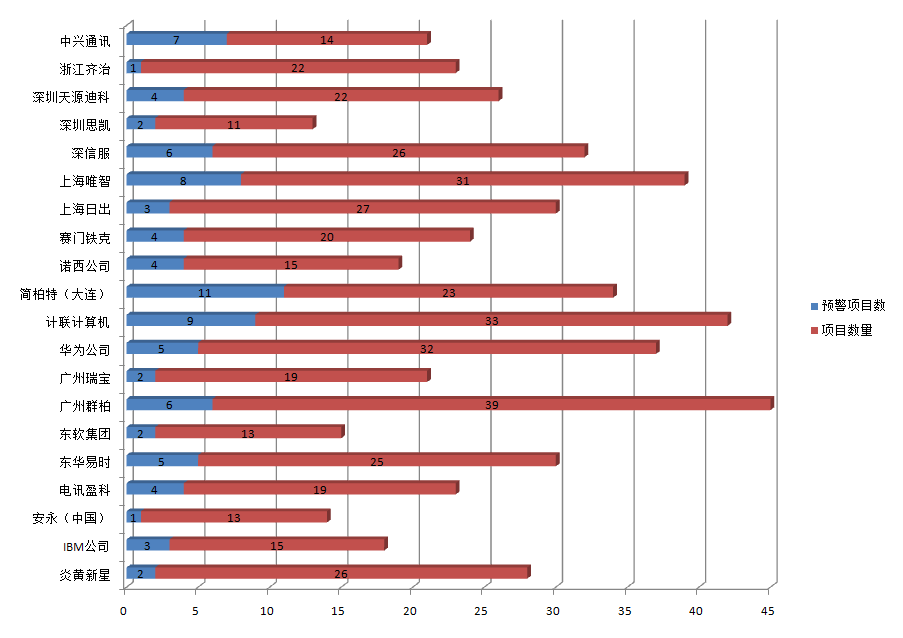 中兴通讯 7 14
浙江齐治 1 22
深圳天源迪科 4 22
深圳思凯 2 11
深信服 6 26
上海唯智 8 31
上海日出 3 27
赛门铁克 4 20
诺西公司 4 15
简柏特（大连） 11 23
计联计算机 9 33
华为公司 5 32
广州瑞宝 2 19
广州群柏 6 39
东软集团 2 13
东华易时 5 25
电讯盈科 4 19
安永（中国） 1 13
IBM公司 3 15
炎黄新星 2 26
0 5 10 15 20 25 30 35 40 45
预警项目数
项目数量